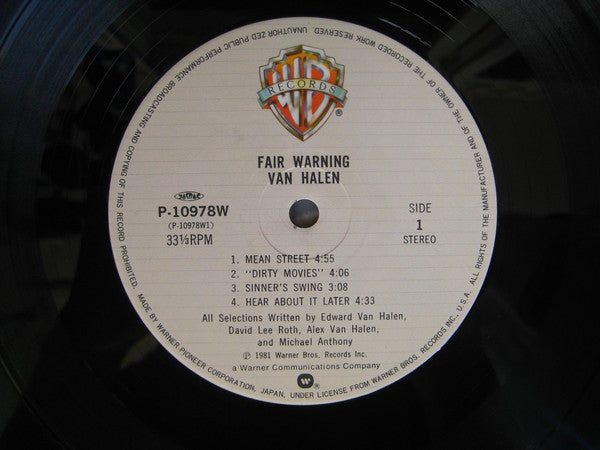 WB
RECORDS
®
FAIR WARNING
VAN HALEN
P-10978W
(P-10978W1)
33⅓RPM
SIDE
1
STEREO
1. MEAN STREET 4:55
2. "DIRTY MOVIES" 4:06
3. SINNER'S SWING 3:08
4. HEAR ABOUT IT LATER 4:33
All Selections Written by Edward Van Halen,
David Lee Roth, Alex Van Halen,
and Michael Anthony
℗ 1981 Warner Bros. Records Inc.
a Warner Communications Company
MADE BY WARNER-PIONEER CORPORATION, JAPAN, UNDER LICENSE FROM WARNER BROS. RECORDS INC., U.S.A. ALL RIGHTS OF THE MANUFACTURER AND OF THE OWNER OF THE RECORDED WORK RESERVED. UNAUTHORIZED PUBLIC PERFORMANCE BROADCASTING AND COPYING OF THIS RECORD PROHIBITED.